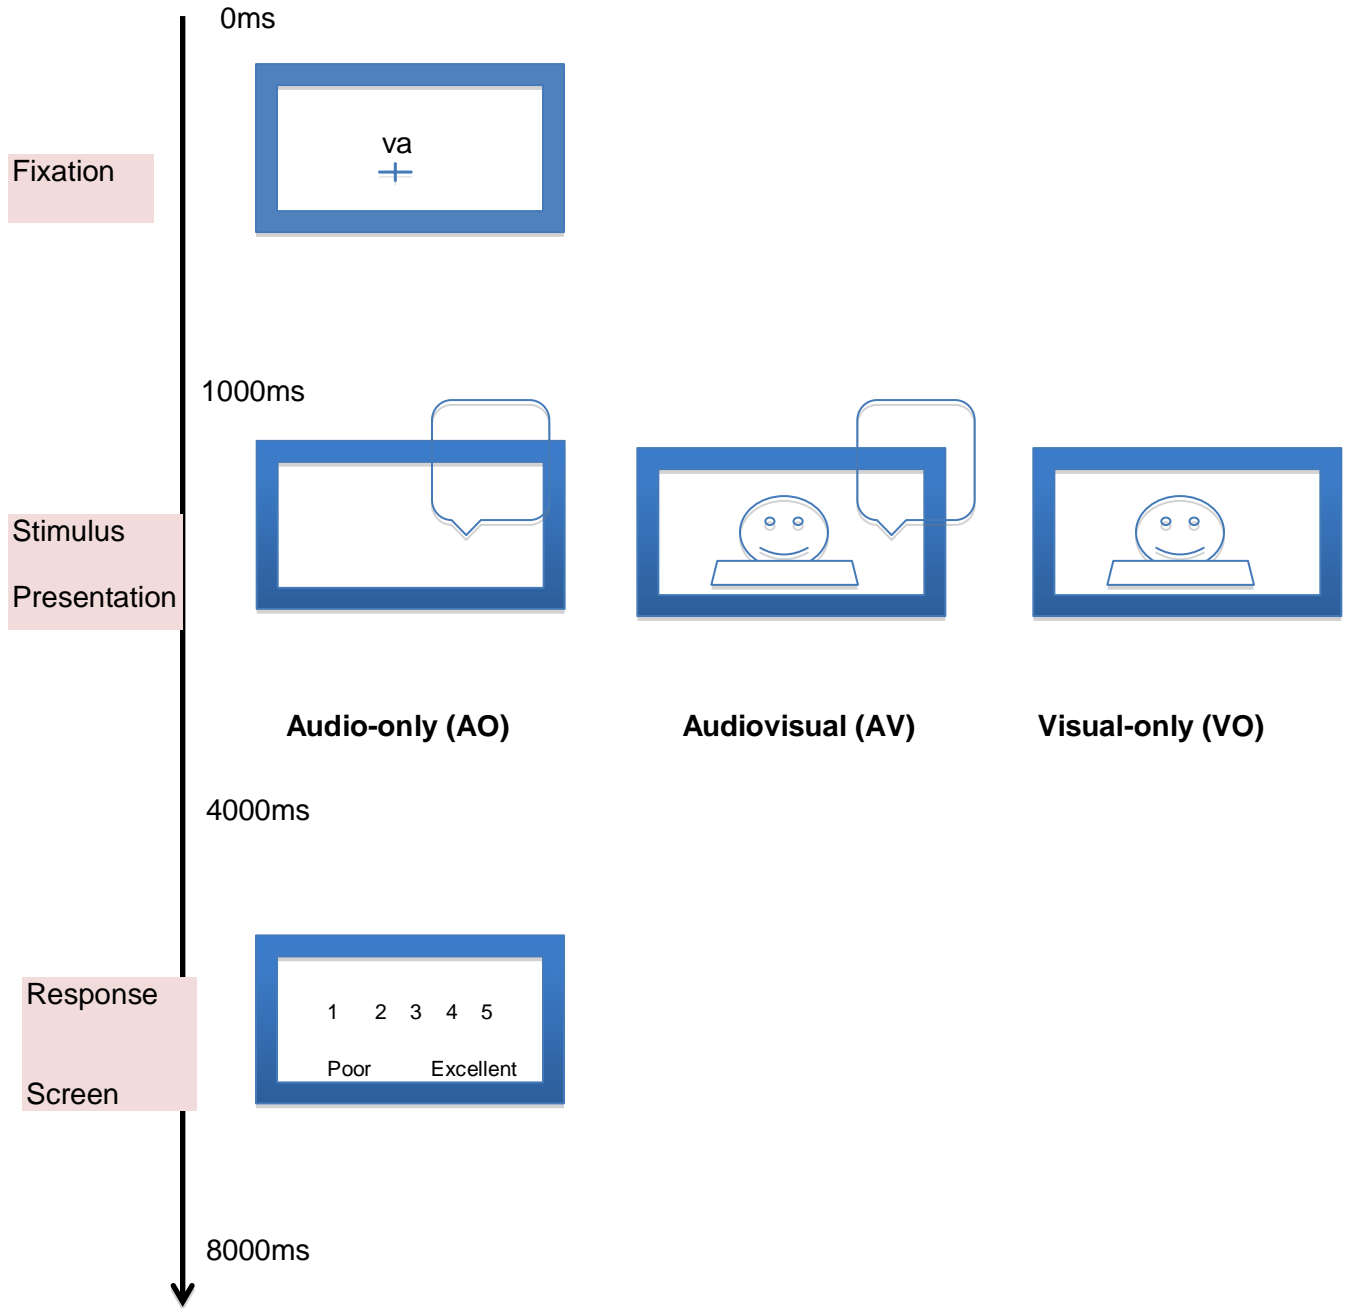 0ms
va
Fixation
1000ms
Stimulus
Presentation
Audio-only (AO) Audiovisual (AV) Visual-only (VO)
4000ms
Response
1 2 3 4 5
Poor Excellent
Screen
8000ms